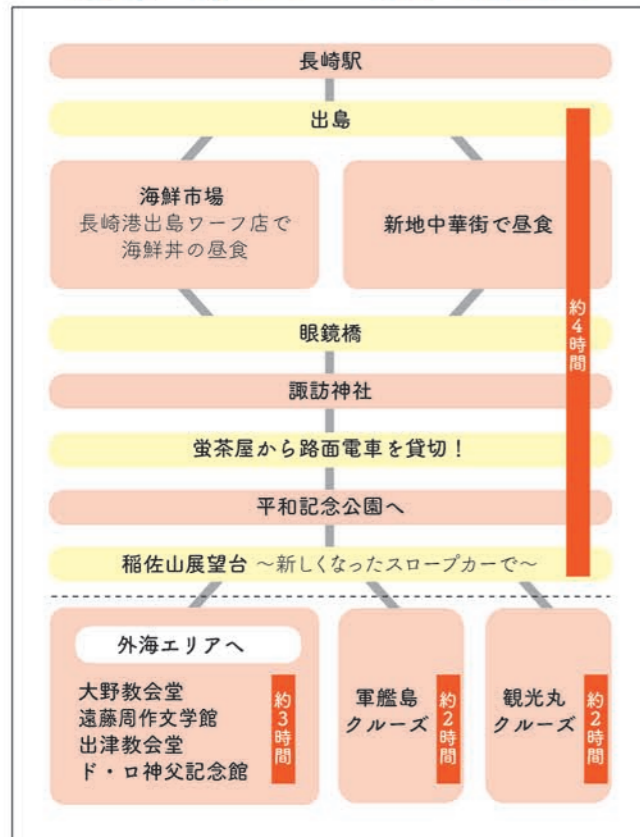 長崎駅
出島
海鮮市場
長崎港出島ワーフ店で
海鮮丼の昼食
新地中華街で昼食
約4時間
眼鏡橋
諏訪神社
蛍茶屋から路面電車を貸切！
平和記念公園へ
稲佐山展望台 〜新しくなったスロープカーで〜
外海エリアへ
大野教会堂
遠藤周作文学館
出津教会堂
ド・ロ神父記念館
約3時間
軍艦島
クルーズ
約2時間
観光丸
クルーズ
約2時間